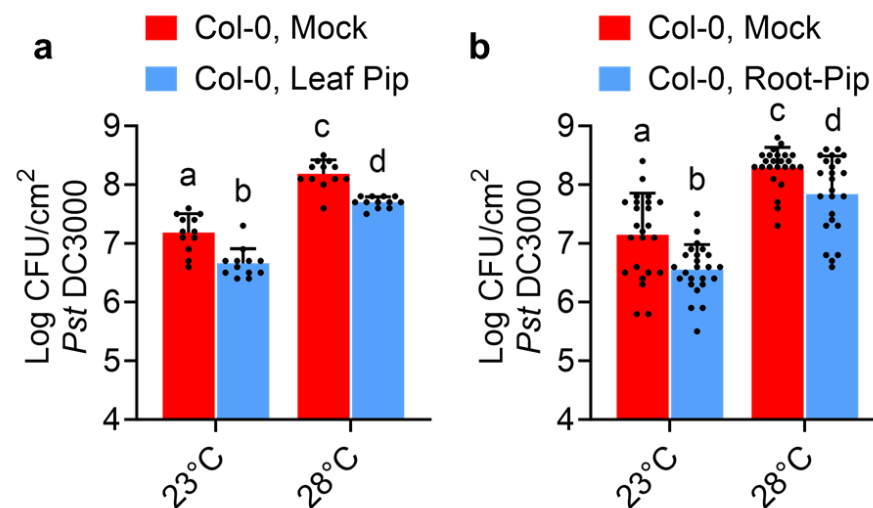 a
Col-0, Mock
Col-0, Leaf Pip
Log CFU/cm²
Pst DC3000
9
8
7
6
5
4
a
b
c
d
23°C
28°C
b
Col-0, Mock
Col-0, Root-Pip
Log CFU/cm²
Pst DC3000
9
8
7
6
5
4
a
b
c
d
23°C
28°C